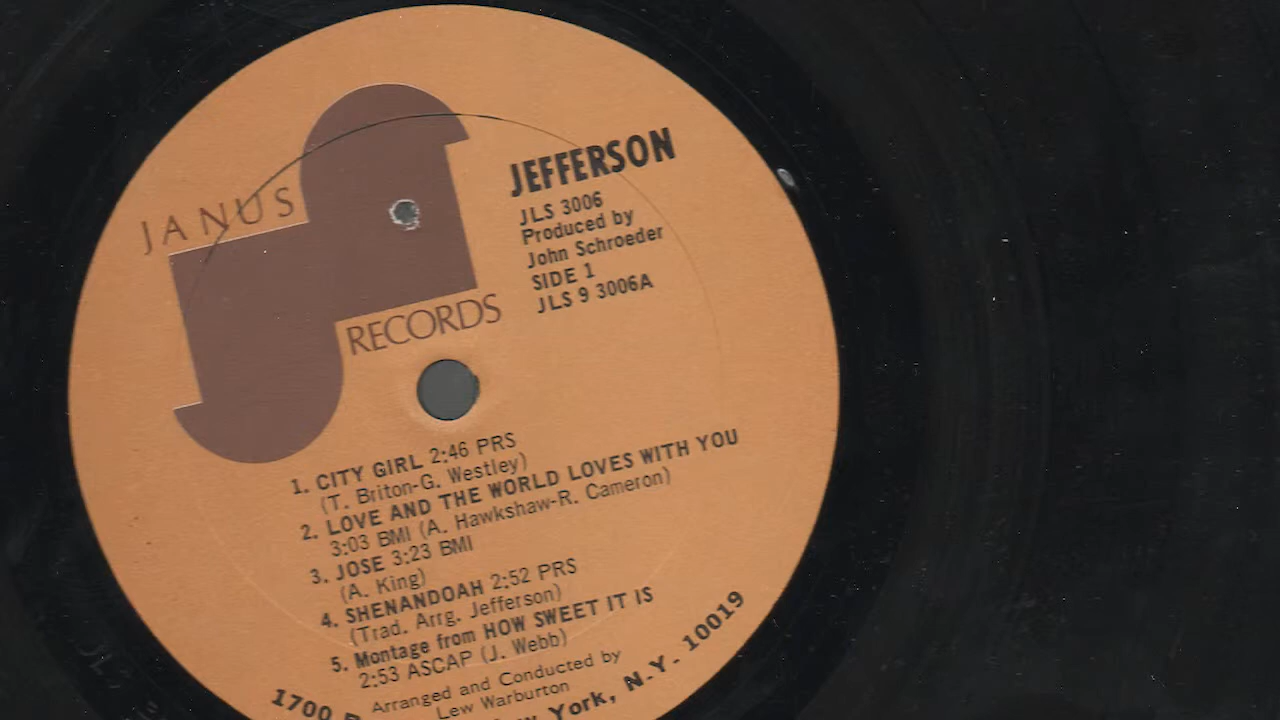 JANUS
RECORDS
JEFFERSON
JLS 3006
Produced by
John Schroeder
SIDE 1
JLS 9 3006A
1. CITY GIRL 2:46 PRS
(T. Briton-G. Westley)
2. LOVE AND THE WORLD LOVES WITH YOU
3:03 BMI (A. Hawkshaw-R. Cameron)
3. JOSE 3:23 BMI
(A. King)
4. SHENANDOAH 2:52 PRS
(Trad. Arrg. Jefferson)
5. Montage from HOW SWEET IT IS
2:53 ASCAP (J. Webb)
Arranged and Conducted by
Lew Warburton
1700
York, N.Y. 10019